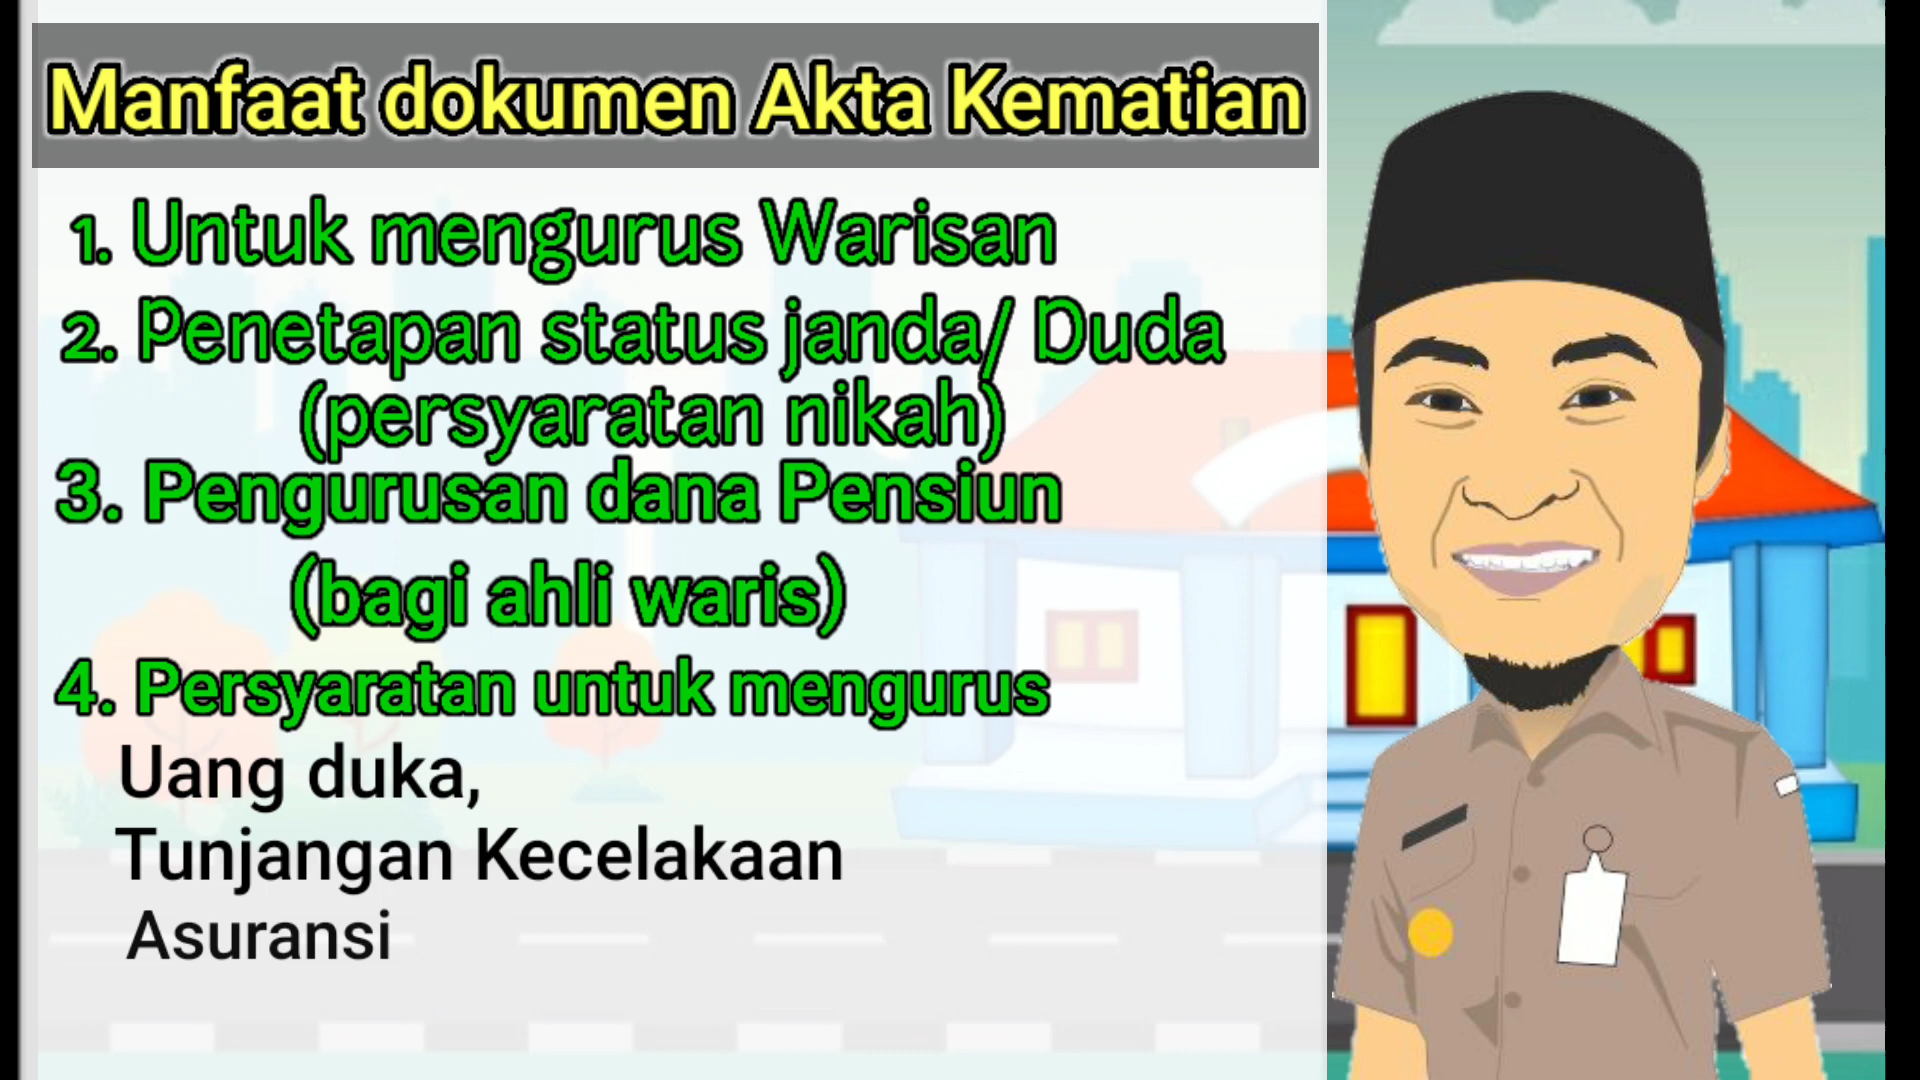 Manfaat dokumen Akta Kematian
1. Untuk mengurus Warisan
2. Penetapan status janda/ Duda
(persyaratan nikah)
3. Pengurusan dana Pensiun
(bagi ahli waris)
4. Persyaratan untuk mengurus
Uang duka,
Tunjangan Kecelakaan
Asuransi